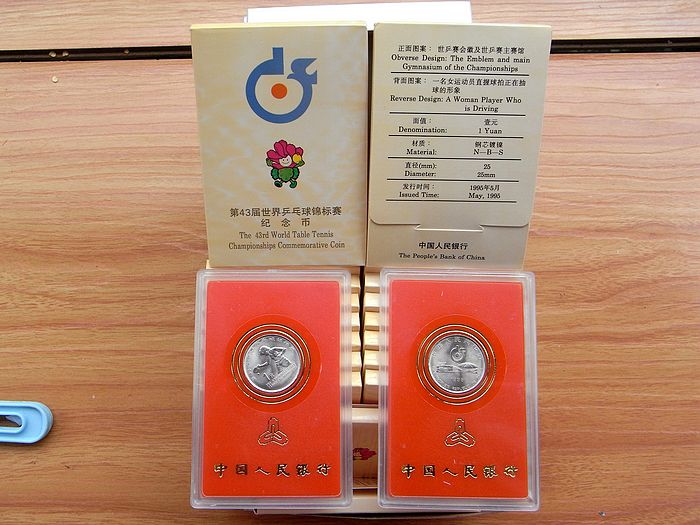 第43届世界乒乓球锦标赛
纪念币
The 43rd World Table Tennis
Championships Commemorative Coin
正面图案： 世乒赛会徽及世乒赛主赛馆
Obverse Design: The Emblem and main
Gymnasium of the Championships
背面图案： 一名女运动员直握球拍正在抽
球的形象
Reverse Design: A Woman Player Who
is Driving
面值： 壹元
Denomination: 1 Yuan
材质： 铜芯镀镍
Material: N—B—S
直径(mm): 25
Diameter: 25mm
发行时间： 1995年5月
Issued Time: May, 1995
中国人民银行
The People's Bank of China
中国人民银行
中国人民银行